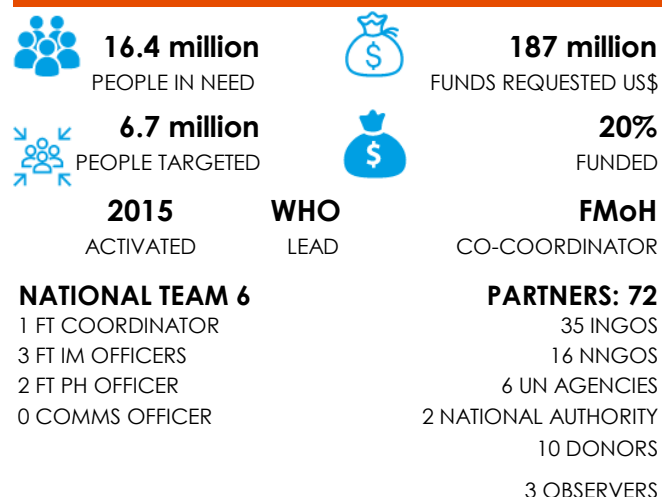 16.4 million
PEOPLE IN NEED
187 million
FUNDS REQUESTED US$
6.7 million
PEOPLE TARGETED
20%
FUNDED
2015
ACTIVATED
WHO
LEAD
FMoH
CO-COORDINATOR
NATIONAL TEAM 6
1 FT COORDINATOR
3 FT IM OFFICERS
2 FT PH OFFICER
0 COMMS OFFICER
PARTNERS: 72
35 INGOS
16 NNGOS
6 UN AGENCIES
2 NATIONAL AUTHORITY
10 DONORS
3 OBSERVERS